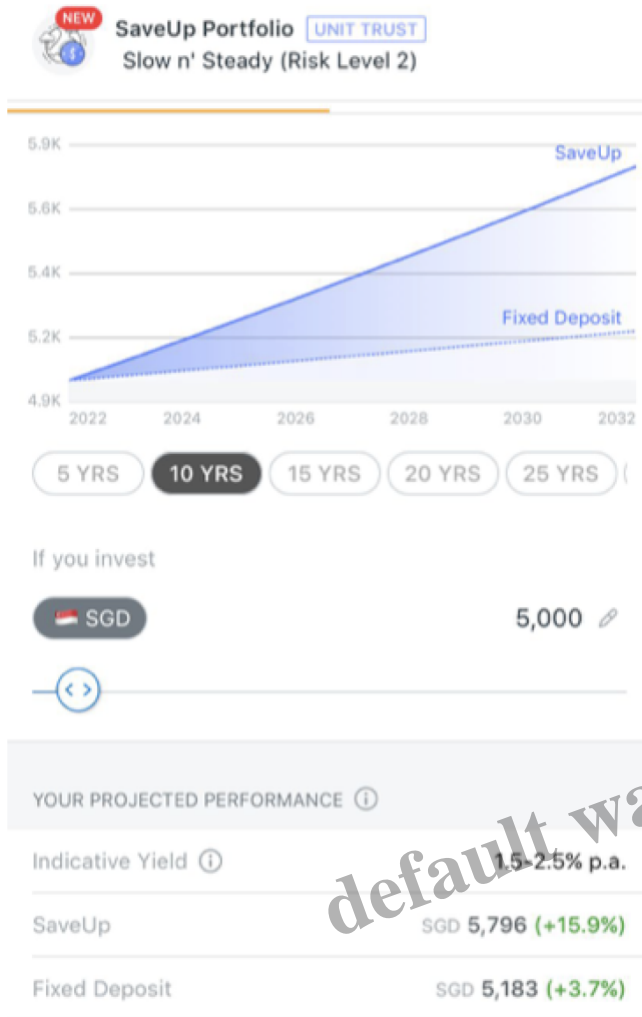 NEW
SaveUp Portfolio UNIT TRUST
Slow n' Steady (Risk Level 2)
5.9K
SaveUp
5.6K
5.4K
Fixed Deposit
5.2K
4.9K
2022 2024 2026 2028 2030 2032
5 YRS 10 YRS 15 YRS 20 YRS 25 YRS
If you invest
SGD 5,000
YOUR PROJECTED PERFORMANCE
Indicative Yield 1.5-2.5% p.a.
SaveUp SGD 5,796 (+15.9%)
Fixed Deposit SGD 5,183 (+3.7%)
default wa